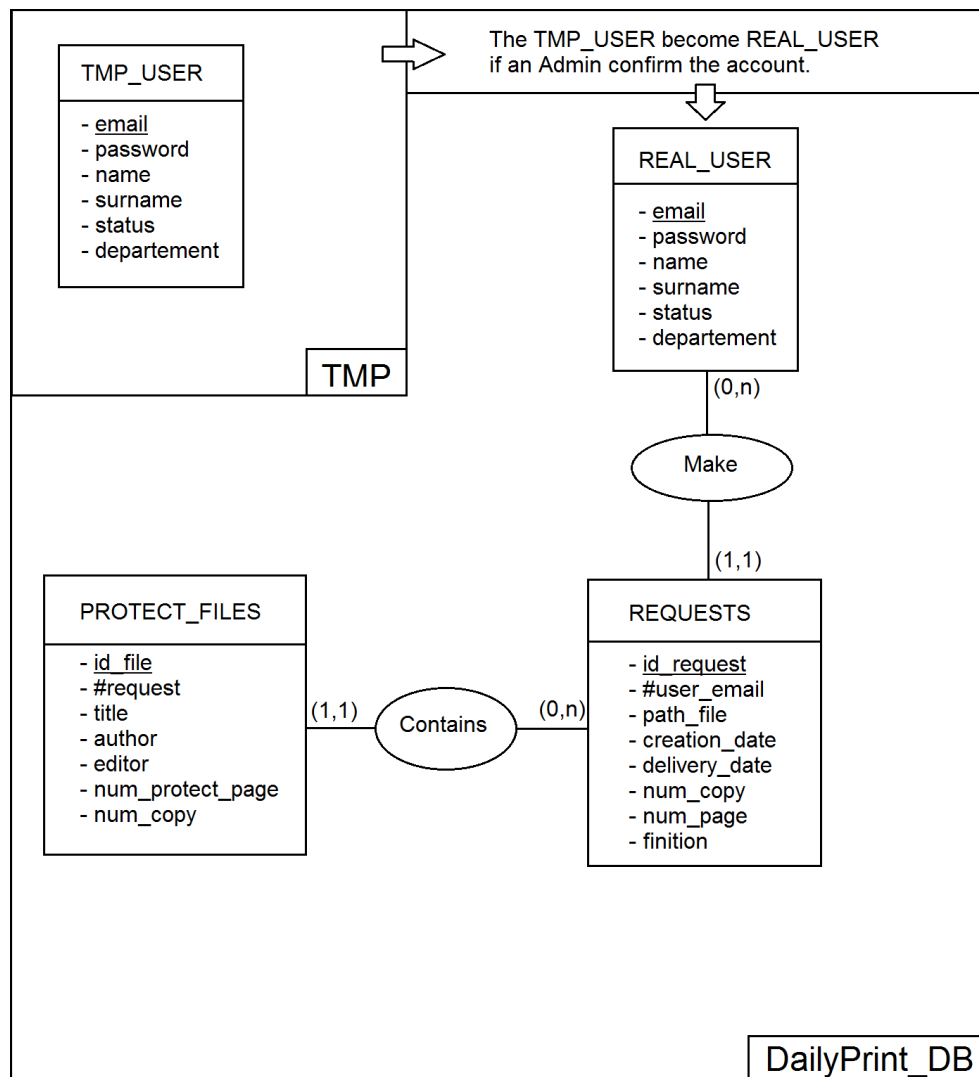 TMP_USER
- email
- password
- name
- surname
- status
- departement
TMP
The TMP_USER become REAL_USER
if an Admin confirm the account.
REAL_USER
- email
- password
- name
- surname
- status
- departement
(0,n)
Make
(1,1)
PROTECT_FILES
- id_file
- #request
- title
- author
- editor
- num_protect_page
- num_copy
(1,1)
Contains
(0,n)
REQUESTS
- id_request
- #user_email
- path_file
- creation_date
- delivery_date
- num_copy
- num_page
- finition
DailyPrint_DB